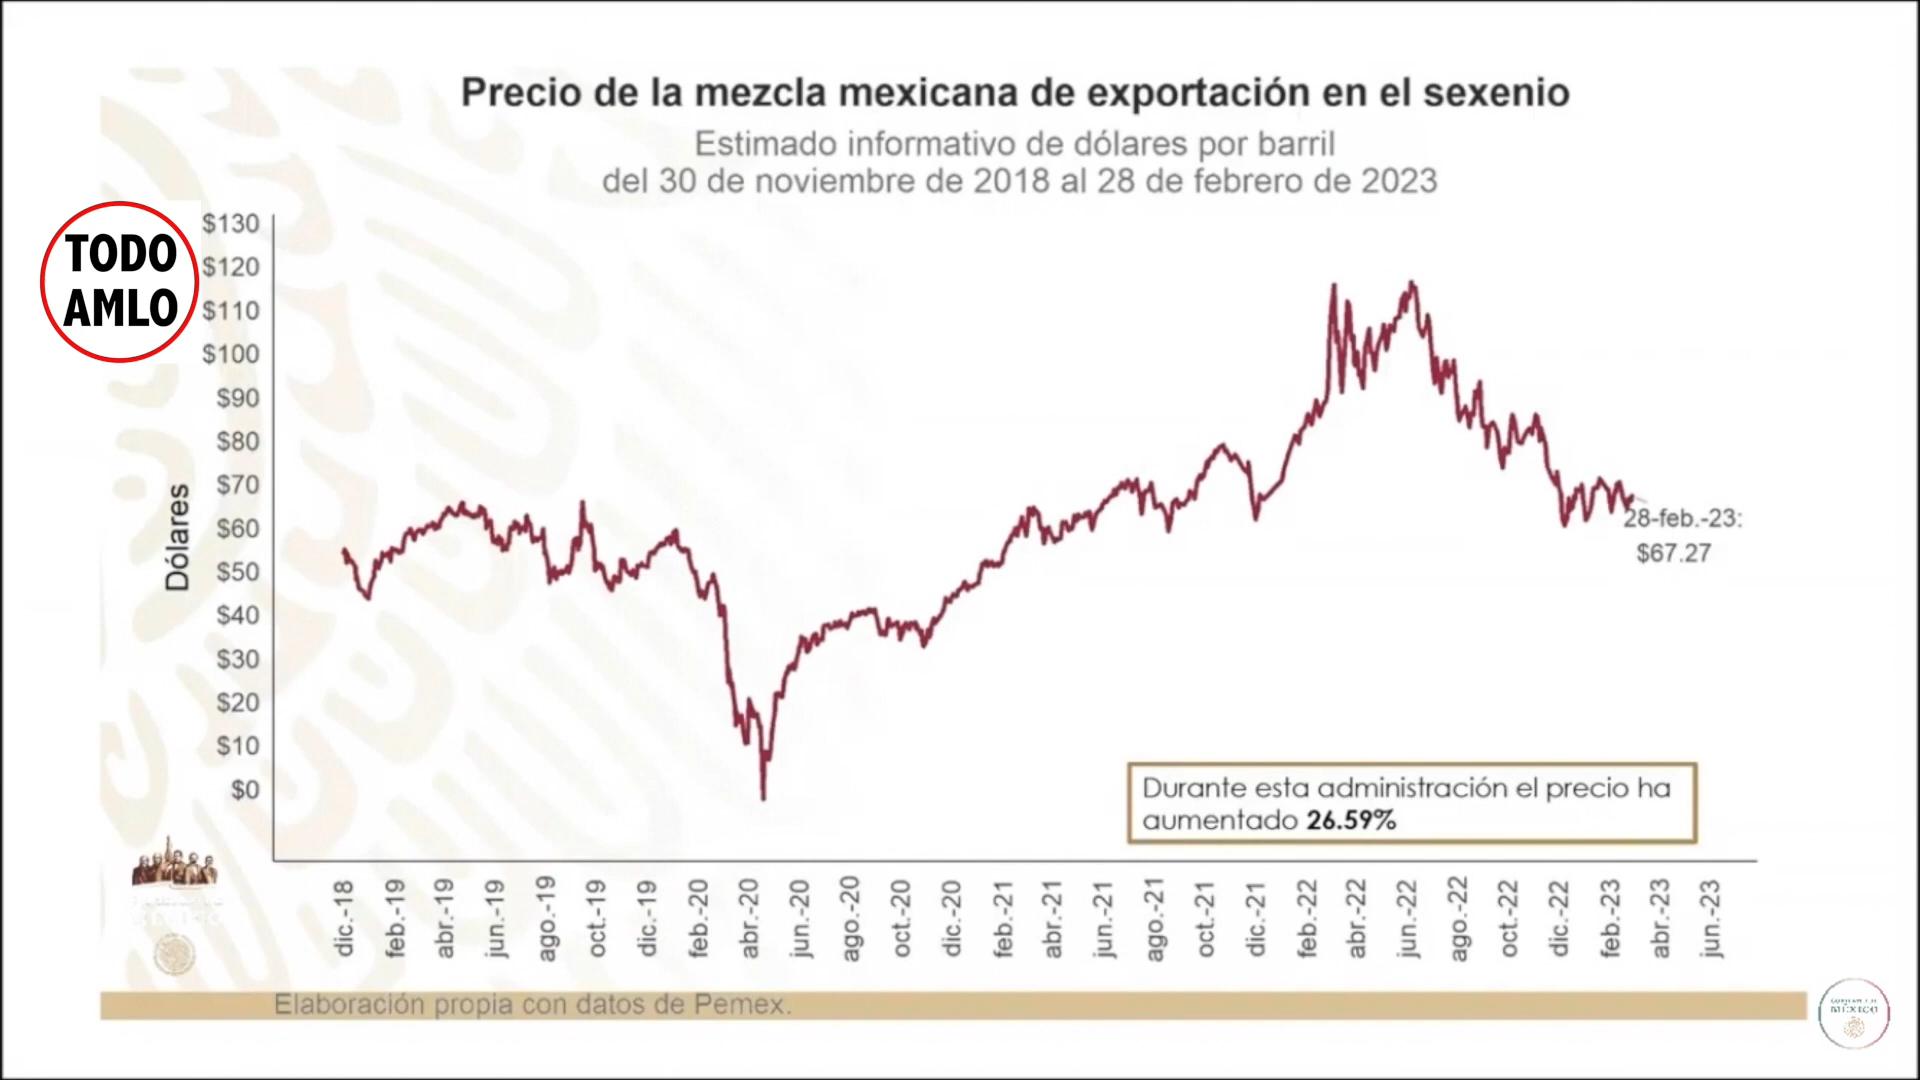 Precio de la mezcla mexicana de exportación en el sexenio
Estimado informativo de dólares por barril
del 30 de noviembre de 2018 al 28 de febrero de 2023
TODO
AMLO
Dólares
$130
$120
$110
$100
$90
$80
$70
$60
$50
$40
$30
$20
$10
$0
28-feb.-23:
$67.27
Durante esta administración el precio ha
aumentado 26.59%
dic.-18
feb.-19
abr.-19
jun.-19
ago.-19
oct.-19
dic.-19
feb.-20
abr.-20
jun.-20
ago.-20
oct.-20
dic.-20
feb.-21
abr.-21
jun.-21
ago.-21
oct.-21
dic.-21
feb.-22
abr.-22
jun.-22
ago.-22
oct.-22
dic.-22
feb.-23
abr.-23
jun.-23
Elaboración propia con datos de Pemex.
MÉXICO